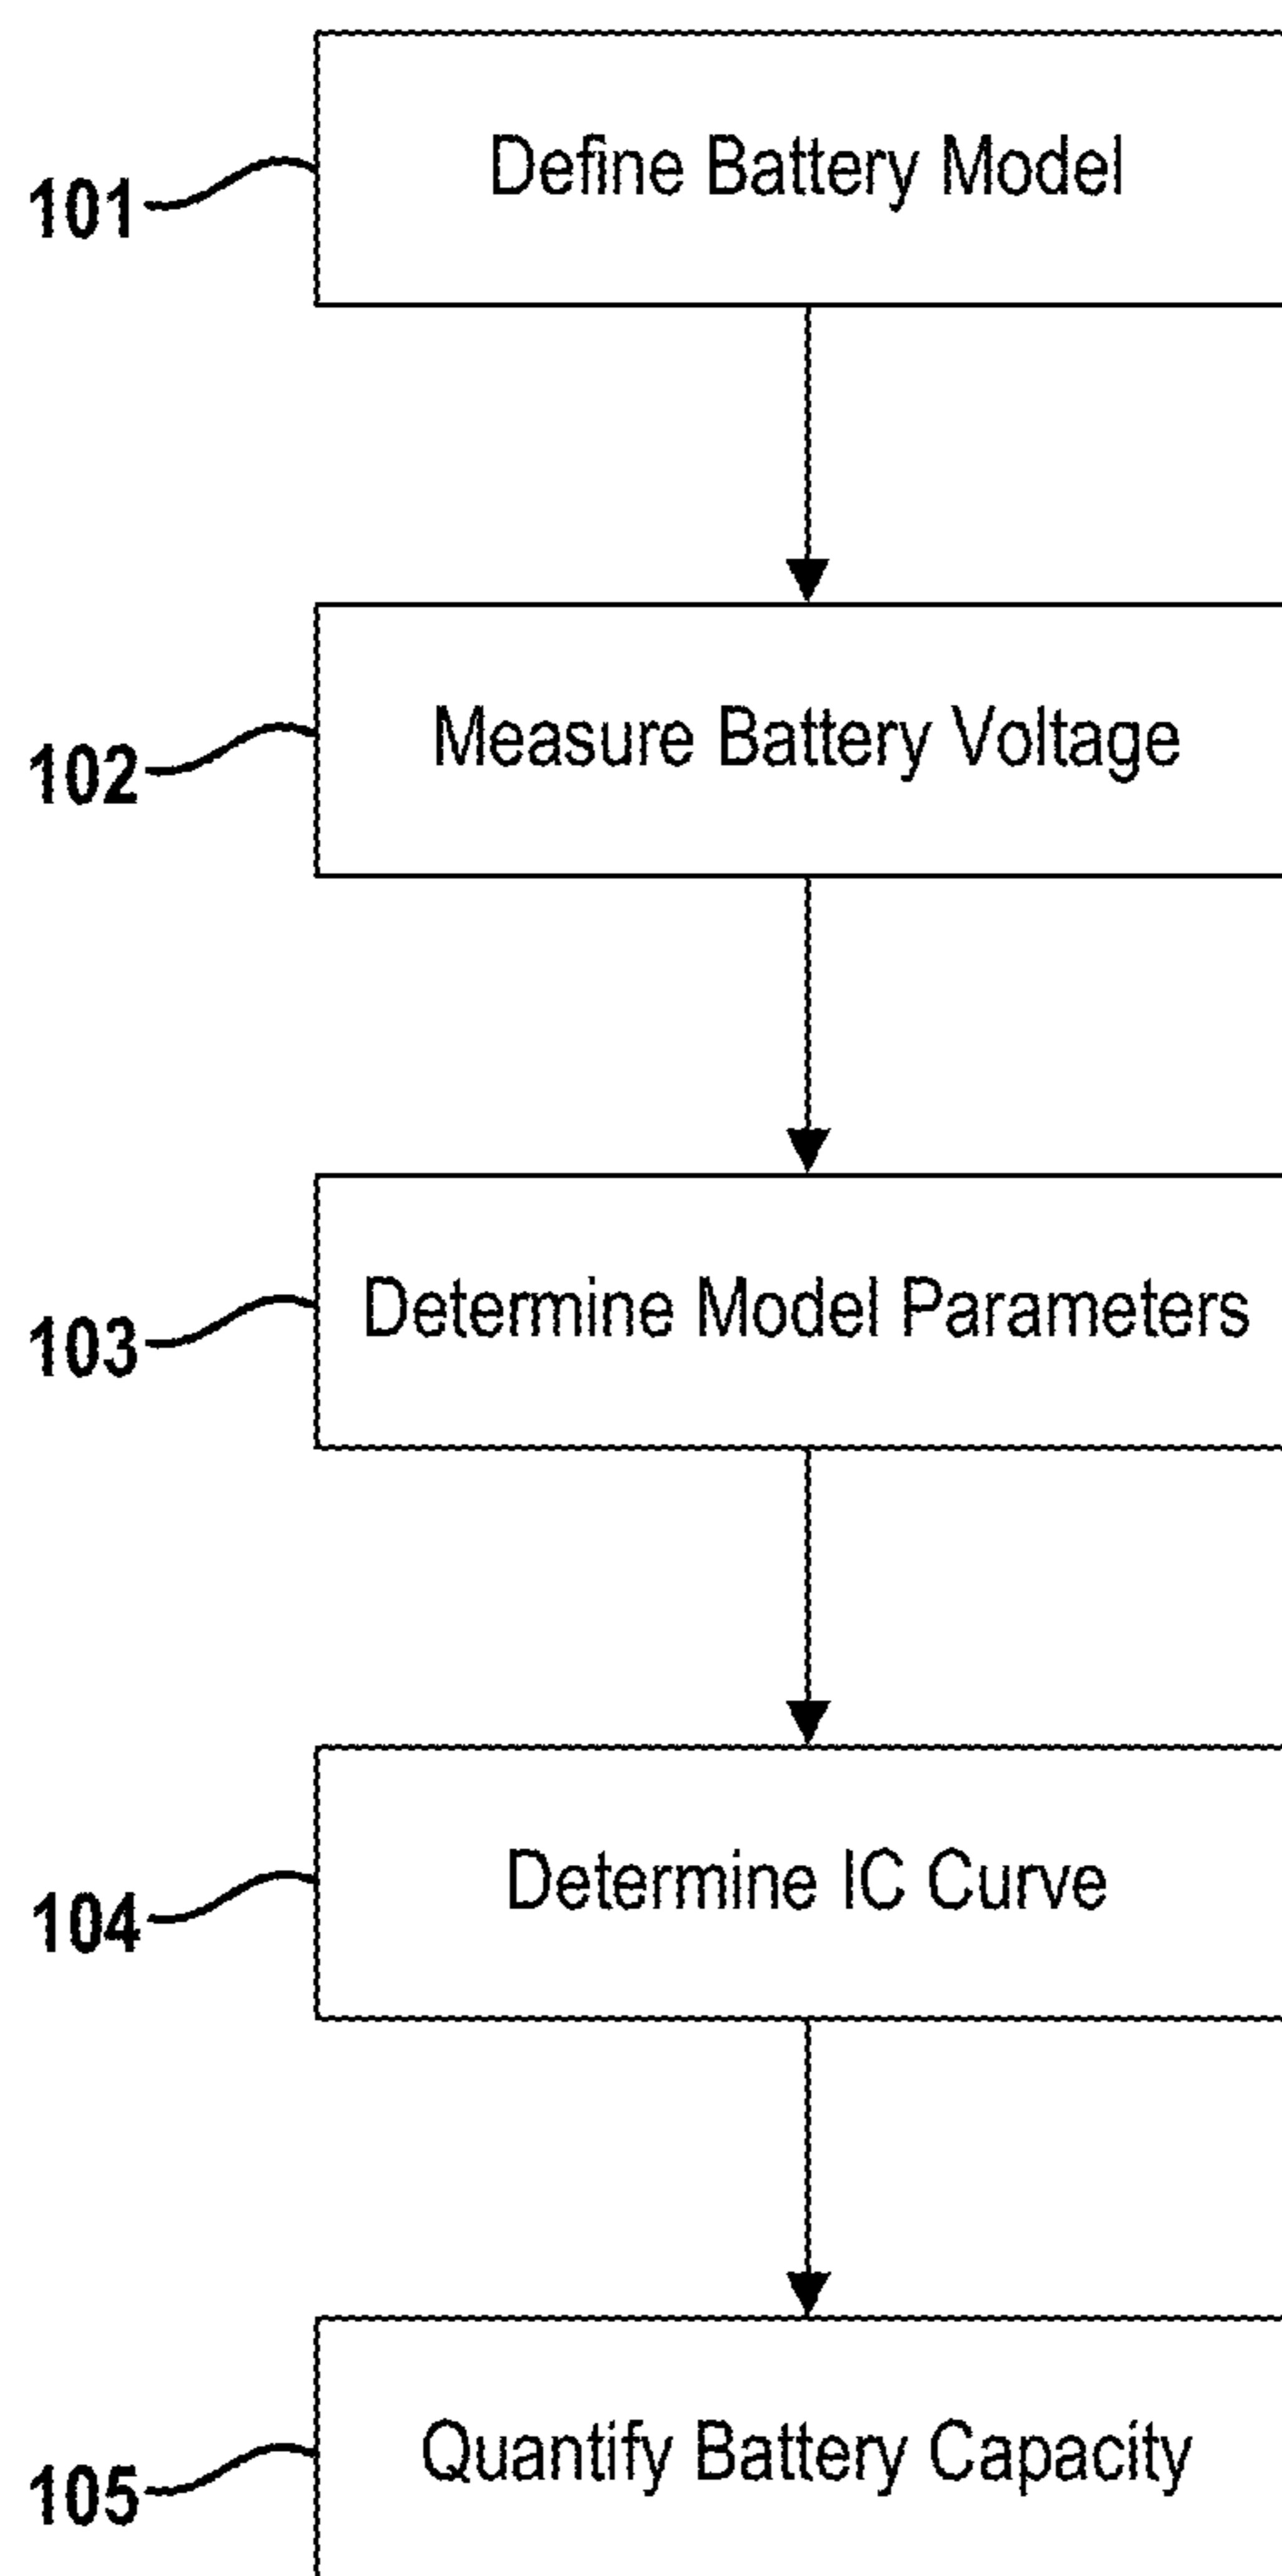 101
Define Battery Model
102
Measure Battery Voltage
103
Determine Model Parameters
104
Determine IC Curve
105
Quantify Battery Capacity